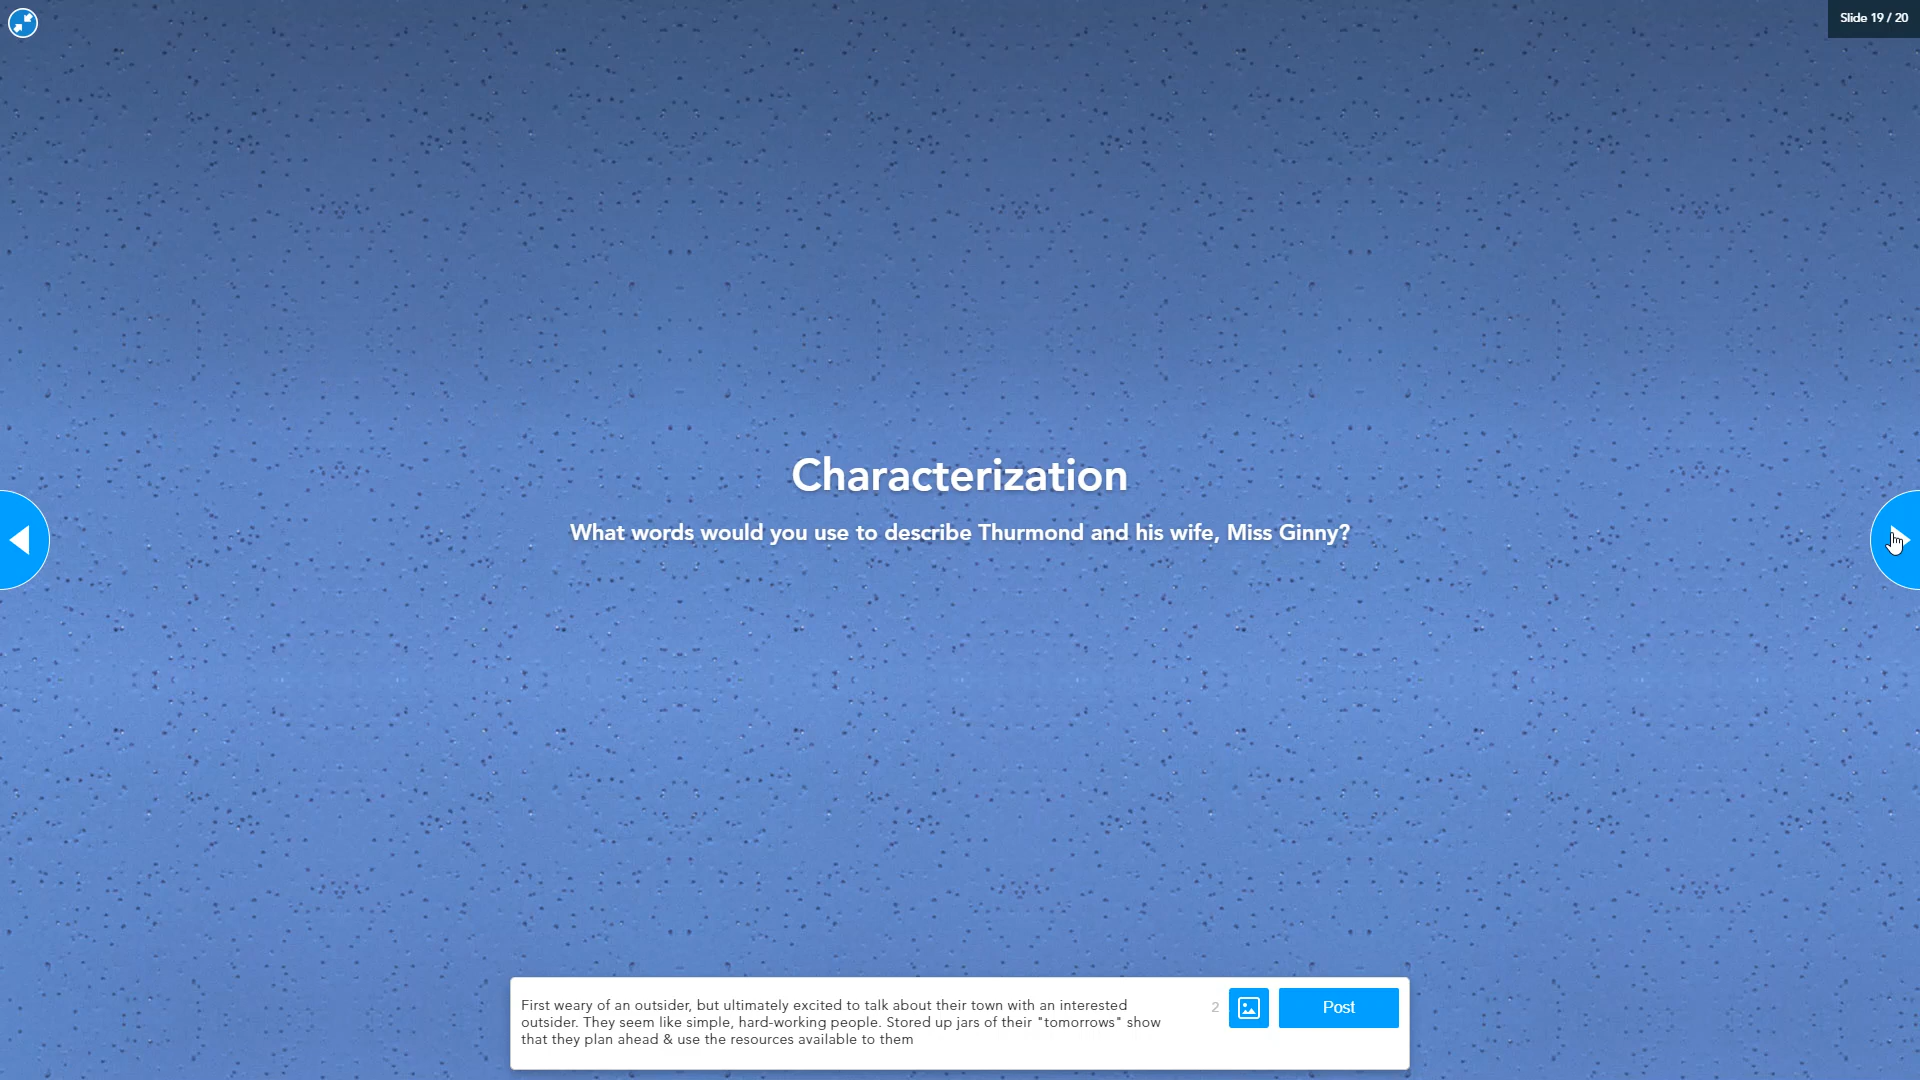 Slide 19 / 20
Characterization
What words would you use to describe Thurmond and his wife, Miss Ginny?
First weary of an outsider, but ultimately excited to talk about their town with an interested
outsider. They seem like simple, hard-working people. Stored up jars of their "tomorrows" show
that they plan ahead & use the resources available to them
2
Post